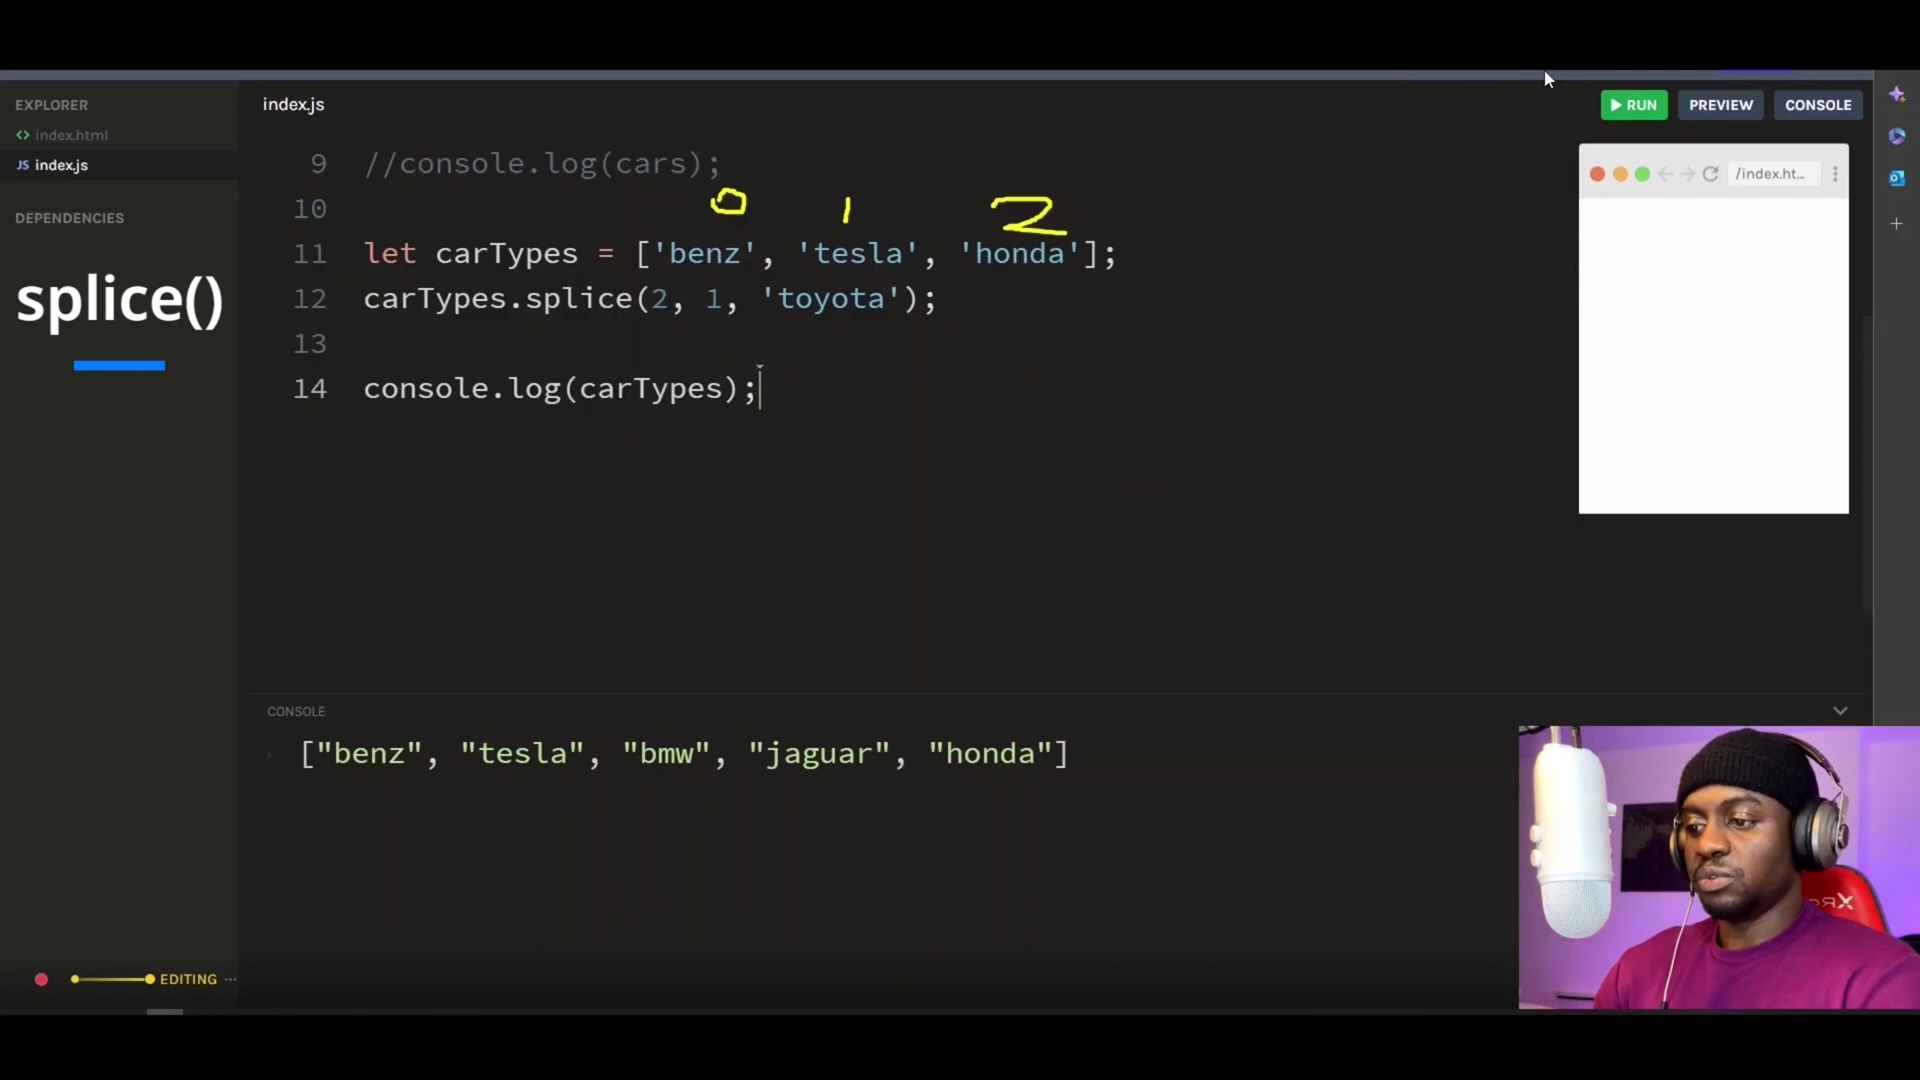 EXPLORER
index.html
JS index.js
DEPENDENCIES
splice()
EDITING
index.js
RUN PREVIEW CONSOLE
/index.ht...
9 //console.log(cars);
0 1 2
10
11 let carTypes = ['benz', 'tesla', 'honda'];
12 carTypes.splice(2, 1, 'toyota');
13
14 console.log(carTypes);
CONSOLE
["benz", "tesla", "bmw", "jaguar", "honda"]